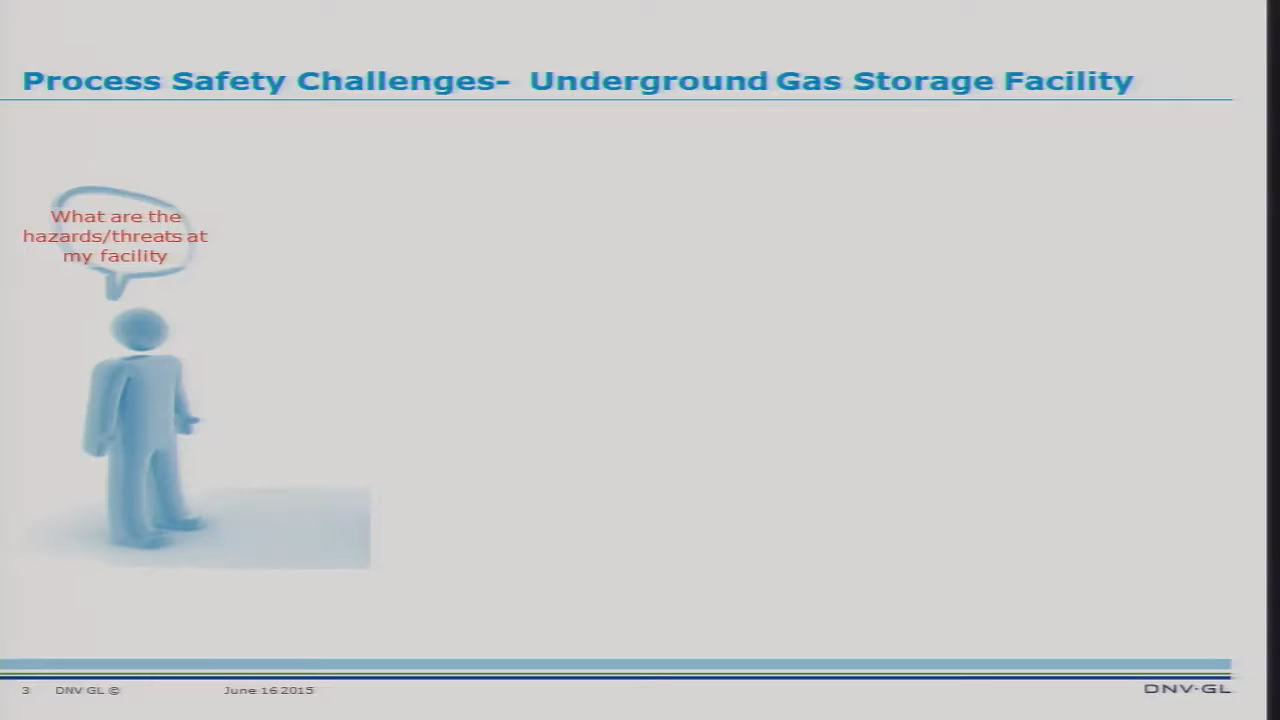 Process Safety Challenges- Underground Gas Storage Facility
What are the
hazards/threats at
my facility
3 DNV GL © June 16 2015 DNV·GL